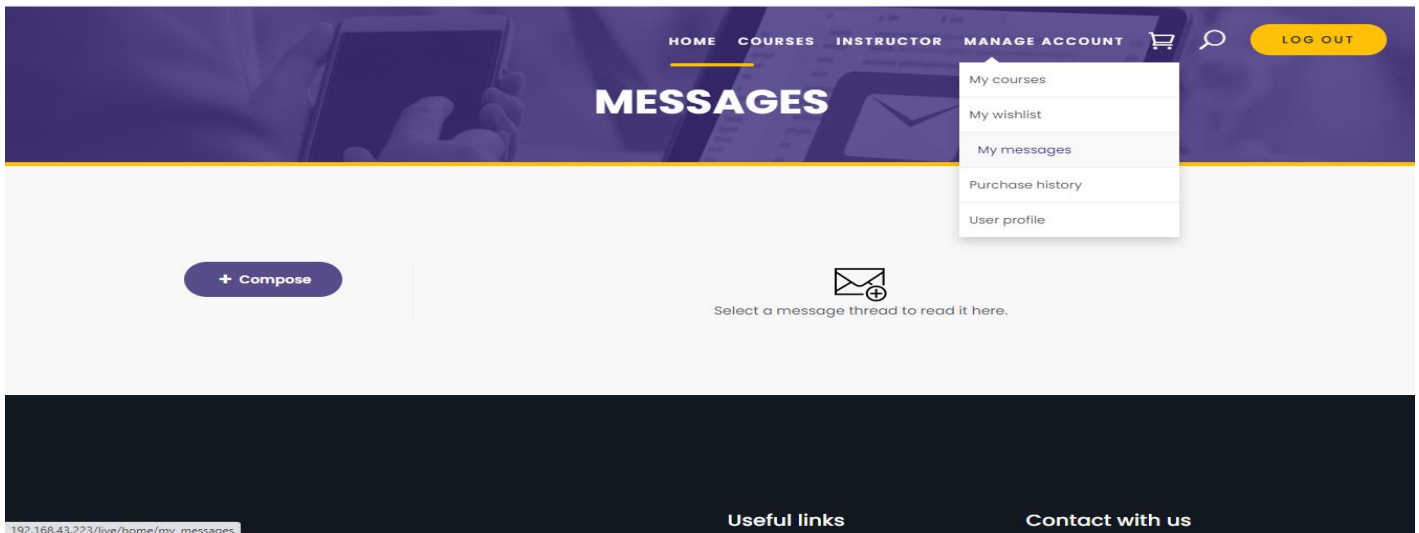 HOME COURSES INSTRUCTOR MANAGE ACCOUNT LOG OUT
MESSAGES
My courses
My wishlist
My messages
Purchase history
User profile
+ Compose
Select a message thread to read it here.
Useful links Contact with us
192.168.43.223/live/home/my_messages